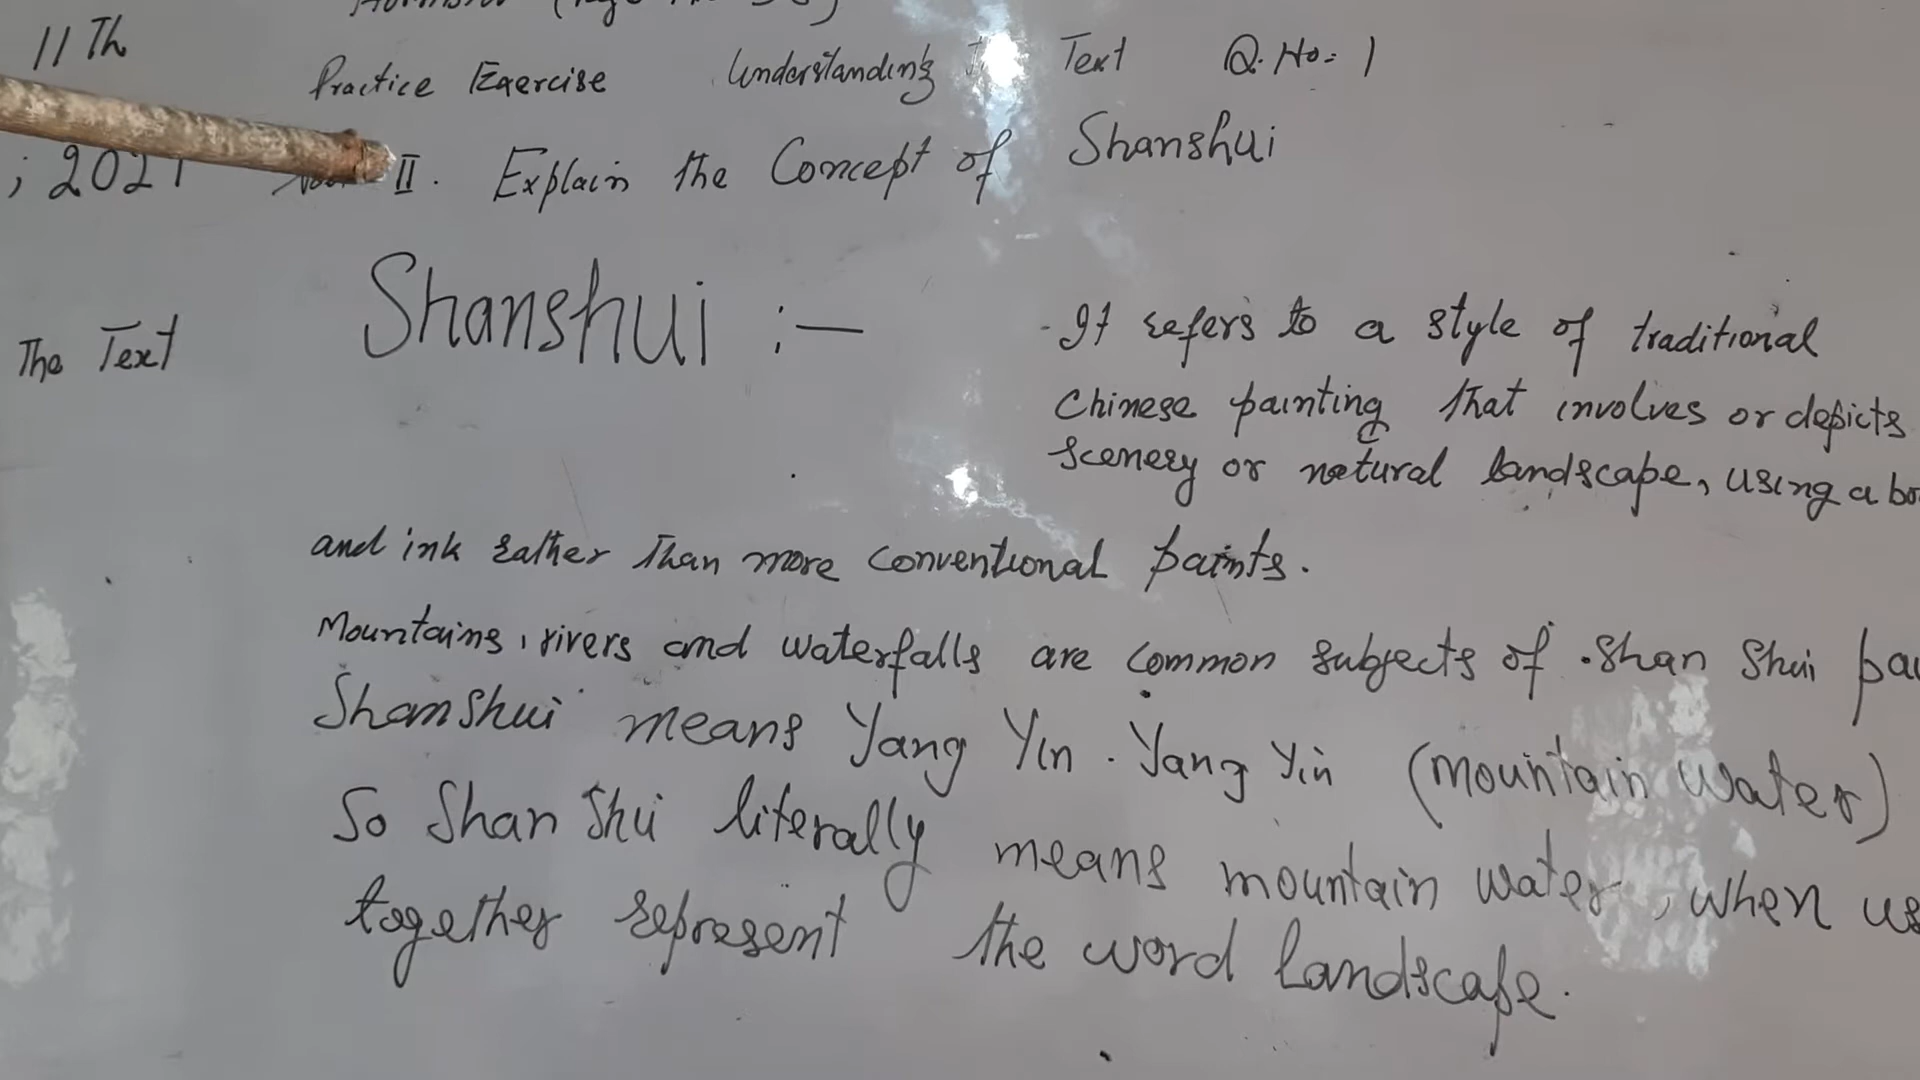 11 Th
Practice Exercise Understanding Text Q. No: 1
; 2021 II. Explain the Concept of Shanshui
Shanshui :—
The Text
It refers to a style of traditional
Chinese painting that involves or depicts
scenery or natural landscape, using a
and ink rather than more conventional paints.
Mountains, rivers and waterfalls are common subjects of Shan Shui
Shanshui means Yang Yin. Yang Yin (mountain water)
So Shan Shui literally means mountain water, when
together represent the word landscape.